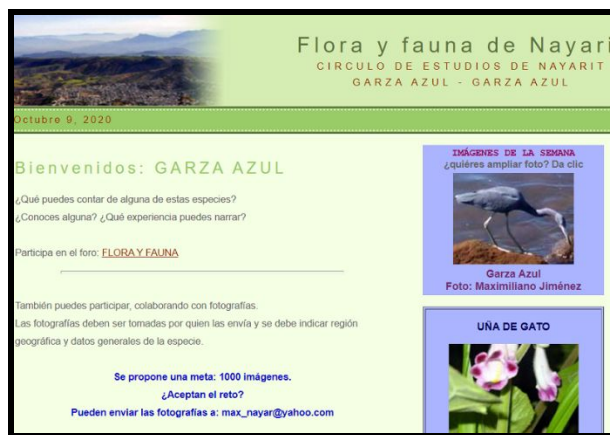 Flora y fauna de Nayari
CIRCULO DE ESTUDIOS DE NAYARIT
GARZA AZUL - GARZA AZUL
Octubre 9, 2020
Bienvenidos: GARZA AZUL
¿Qué puedes contar de alguna de estas especies?
¿Conoces alguna? ¿Qué experiencia puedes narrar?
Participa en el foro: FLORA Y FAUNA
También puedes participar, colaborando con fotografías.
Las fotografías deben ser tomadas por quien las envía y se debe indicar región
geográfica y datos generales de la especie.
Se propone una meta: 1000 imágenes.
¿Aceptan el reto?
Pueden enviar las fotografías a: max_nayar@yahoo.com
IMÁGENES DE LA SEMANA
¿quiéres ampliar foto? Da clic
Garza Azul
Foto: Maximiliano Jiménez
UÑA DE GATO